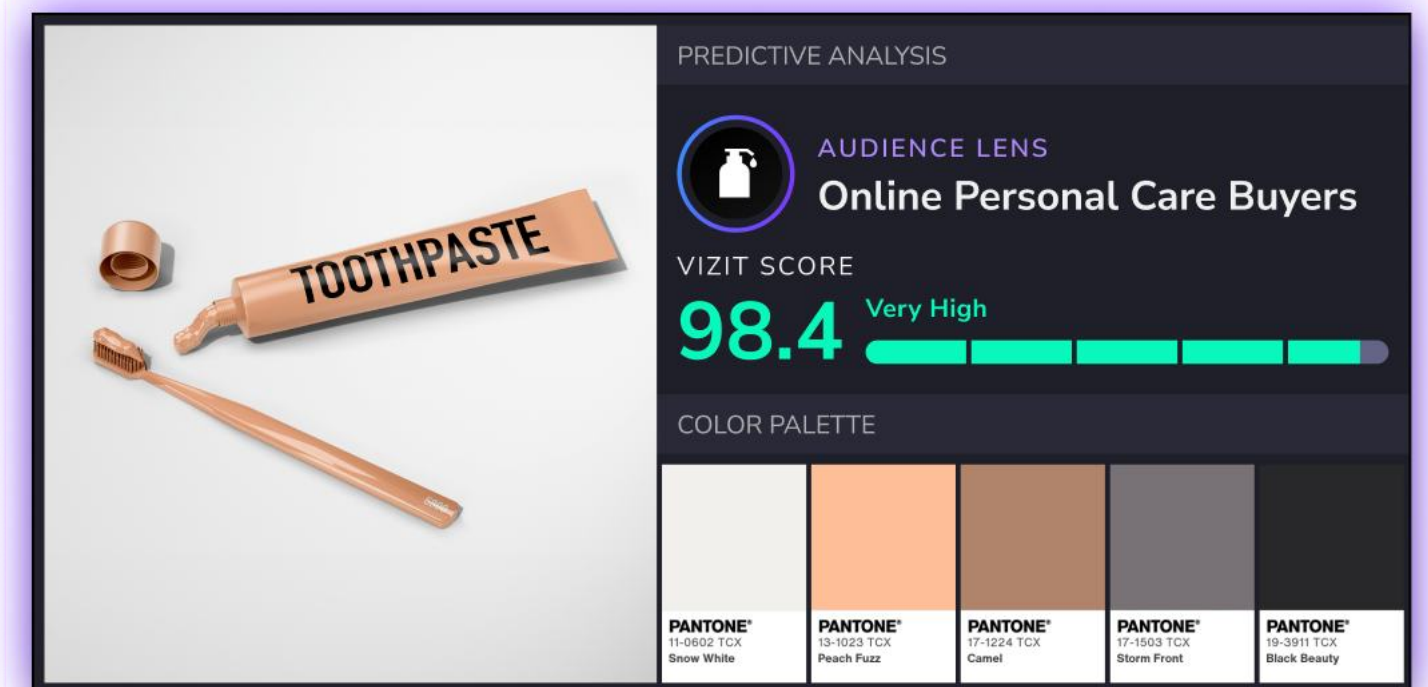 TOOTHPASTE
PREDICTIVE ANALYSIS
AUDIENCE LENS
Online Personal Care Buyers
VIZIT SCORE
98.4
Very High
COLOR PALETTE
PANTONE®
11-0602 TCX
Snow White
PANTONE®
13-1023 TCX
Peach Fuzz
PANTONE®
17-1224 TCX
Camel
PANTONE®
17-1503 TCX
Storm Front
PANTONE®
19-3911 TCX
Black Beauty